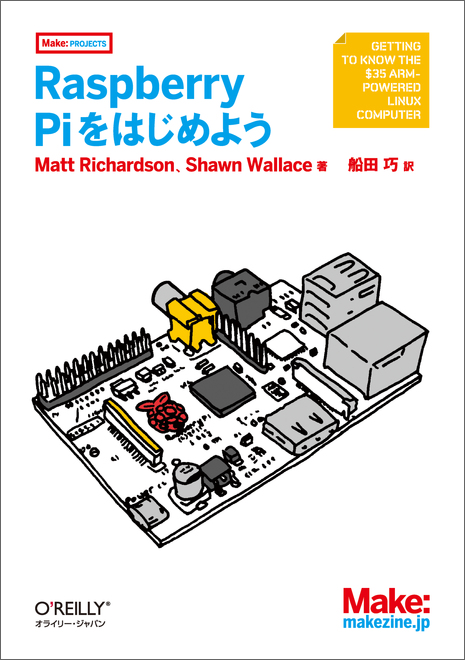 Make: PROJECTS
GETTING
TO KNOW THE
$35 ARM-
POWERED
LINUX
COMPUTER
Raspberry
Piをはじめよう
Matt Richardson、Shawn Wallace 著 船田 巧 訳
O'REILLY®
オライリー・ジャパン
Make:
makezine.jp